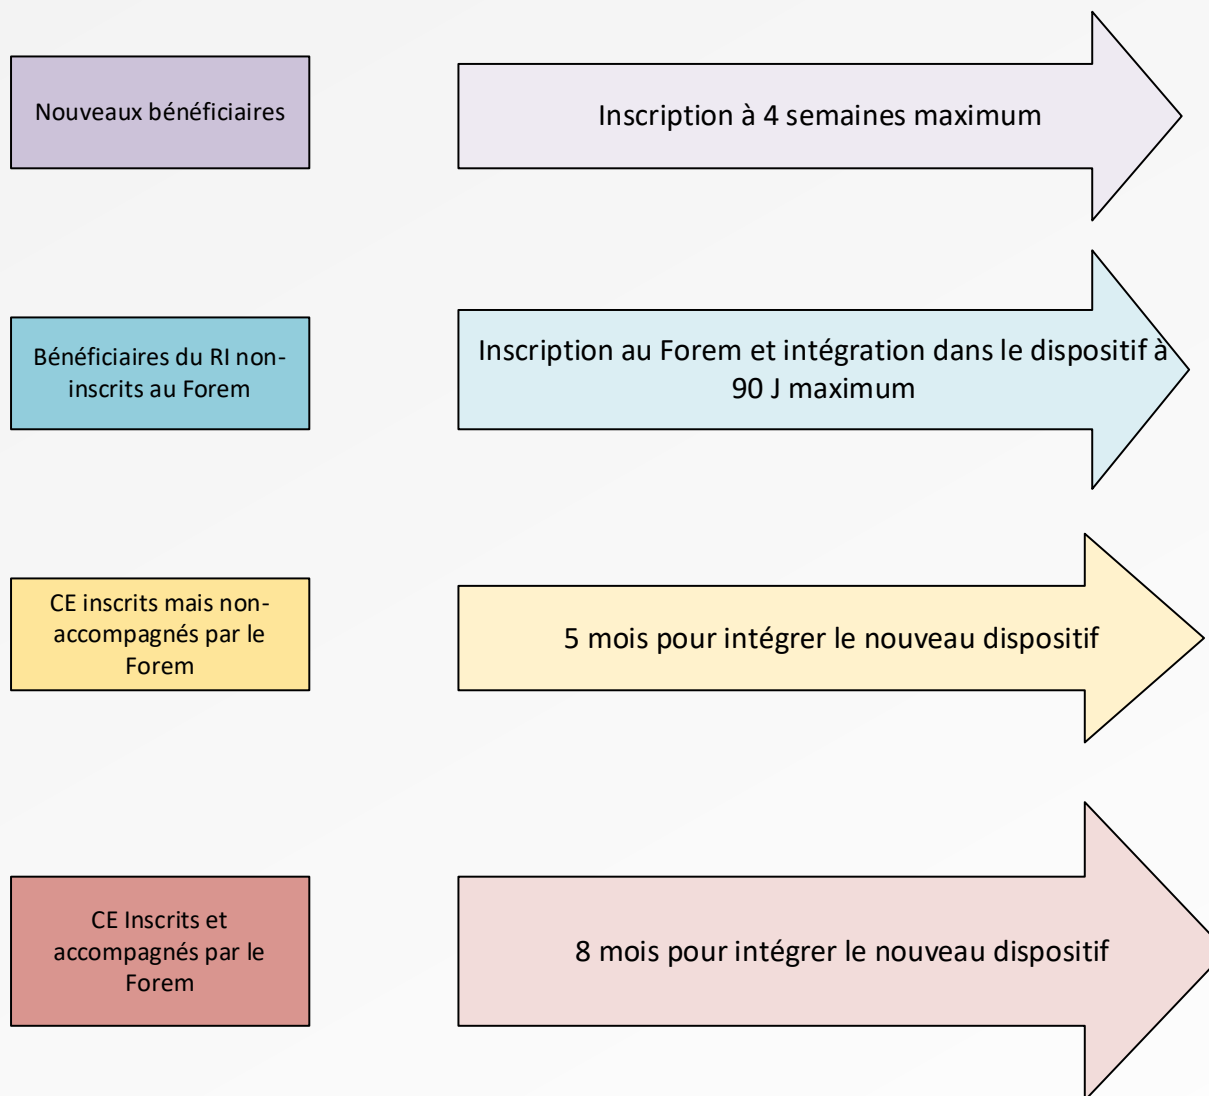 Nouveaux bénéficiaires
Inscription à 4 semaines maximum
Bénéficiaires du RI non-
inscrits au Forem
Inscription au Forem et intégration dans le dispositif à
90 J maximum
CE inscrits mais non-
accompagnés par le
Forem
5 mois pour intégrer le nouveau dispositif
CE Inscrits et
accompagnés par le
Forem
8 mois pour intégrer le nouveau dispositif